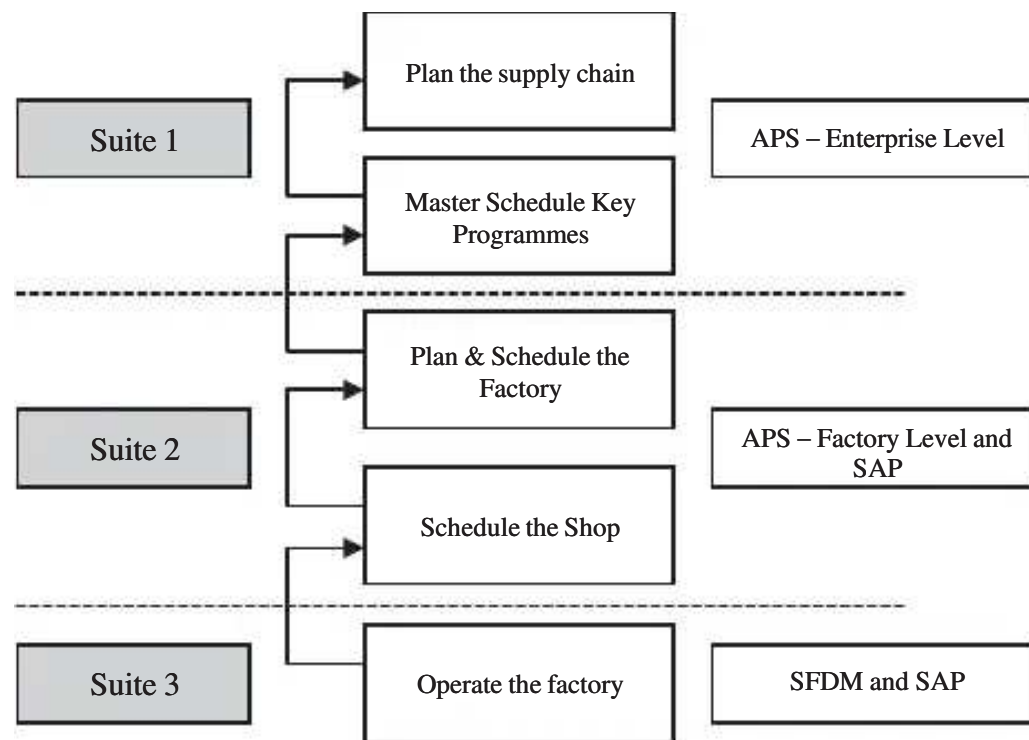 Plan the supply chain
Suite 1
APS – Enterprise Level
Master Schedule Key
Programmes
Plan & Schedule the
Factory
Suite 2
APS – Factory Level and
SAP
Schedule the Shop
Suite 3
Operate the factory
SFDM and SAP